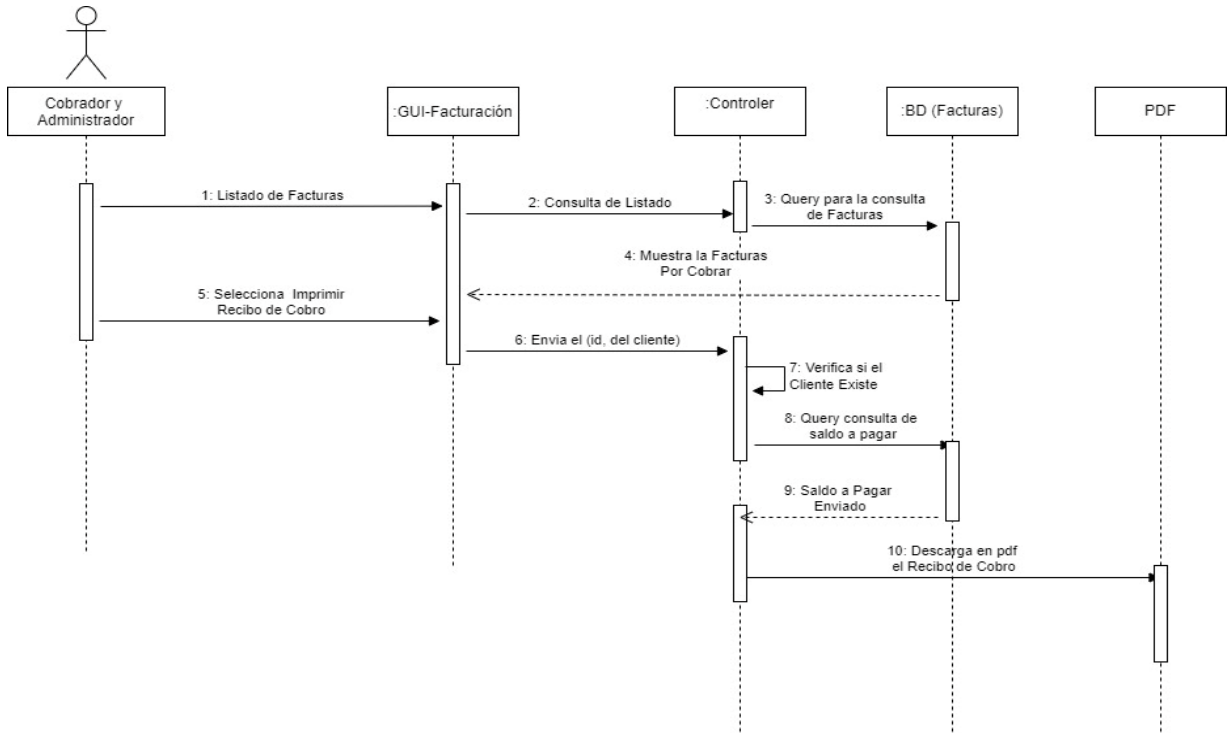 Cobrador y
Administrador
:GUI-Facturación
:Controler
:BD (Facturas)
PDF
1: Listado de Facturas
2: Consulta de Listado
3: Query para la consulta
de Facturas
4: Muestra la Facturas
Por Cobrar
5: Selecciona Imprimir
Recibo de Cobro
6: Envia el (id, del cliente)
7: Verifica si el
Cliente Existe
8: Query consulta de
saldo a pagar
9: Saldo a Pagar
Enviado
10: Descarga en pdf
el Recibo de Cobro